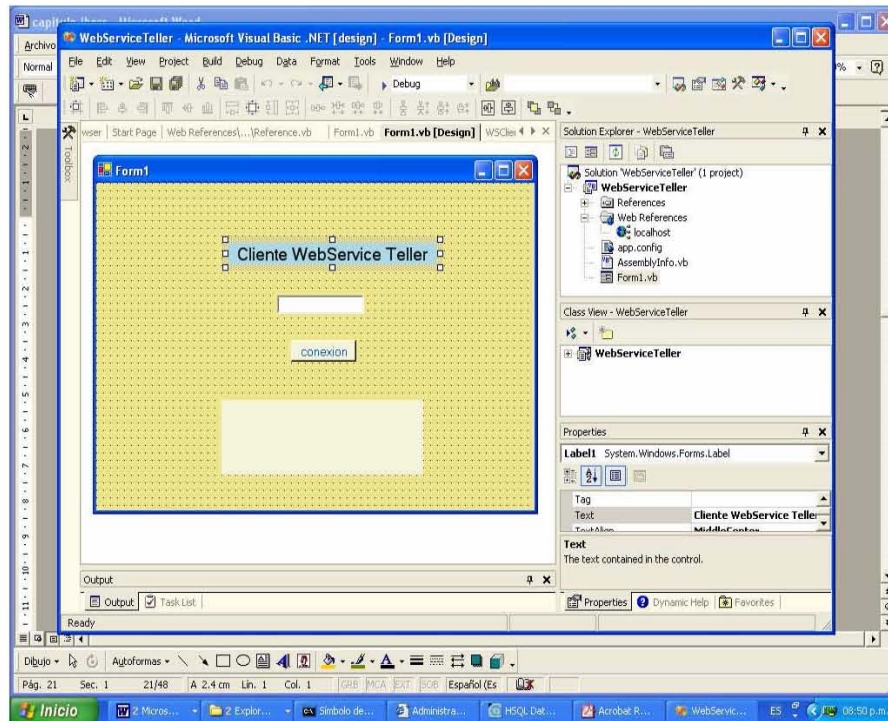 Microsoft Word
Archivo
Normal
WebServiceTeller - Microsoft Visual Basic .NET [design] - Form1.vb [Design]
File Edit View Project Build Debug Data Format Tools Window Help
Debug
Start Page Web References\...\Reference.vb Form1.vb Form1.vb [Design]
Toolbox
Form1
Cliente WebService Teller
conexion
Solution Explorer - WebServiceTeller
Solution 'WebServiceTeller' (1 project)
WebServiceTeller
References
Web References
localhost
app.config
AssemblyInfo.vb
Form1.vb
Class View - WebServiceTeller
WebServiceTeller
Properties
Label1 System.Windows.Forms.Label
Tag
Text Cliente WebService Teller
TextAlign MiddleCenter
Text
The text contained in the control.
Output
Output Task List
Properties Dynamic Help Favorites
Ready
Dibujo Autoformas
Pág. 21 Sec. 1 21/48 A 2.4 cm Lín. 1 Col. 1 GRB MCA EXT SOB Español (Es
Inicio 2 Micros... 2 Explor... Símbolo de... Administra... HSQL Dat... Acrobat R... WebServic... ES 08:50 p.m.